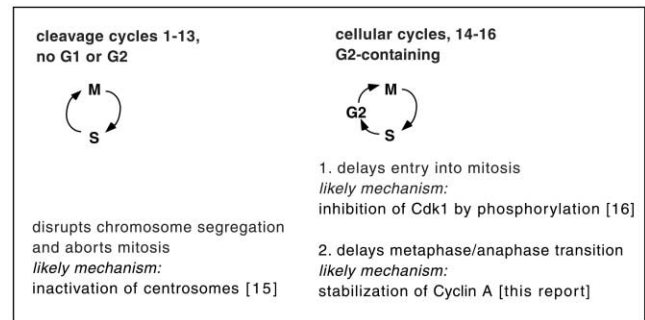 cleavage cycles 1-13,
no G1 or G2
M
S
disrupts chromosome segregation
and aborts mitosis
likely mechanism:
inactivation of centrosomes [15]
cellular cycles, 14-16
G2-containing
M
G2
S
1. delays entry into mitosis
likely mechanism:
inhibition of Cdk1 by phosphorylation [16]
2. delays metaphase/anaphase transition
likely mechanism:
stabilization of Cyclin A [this report]